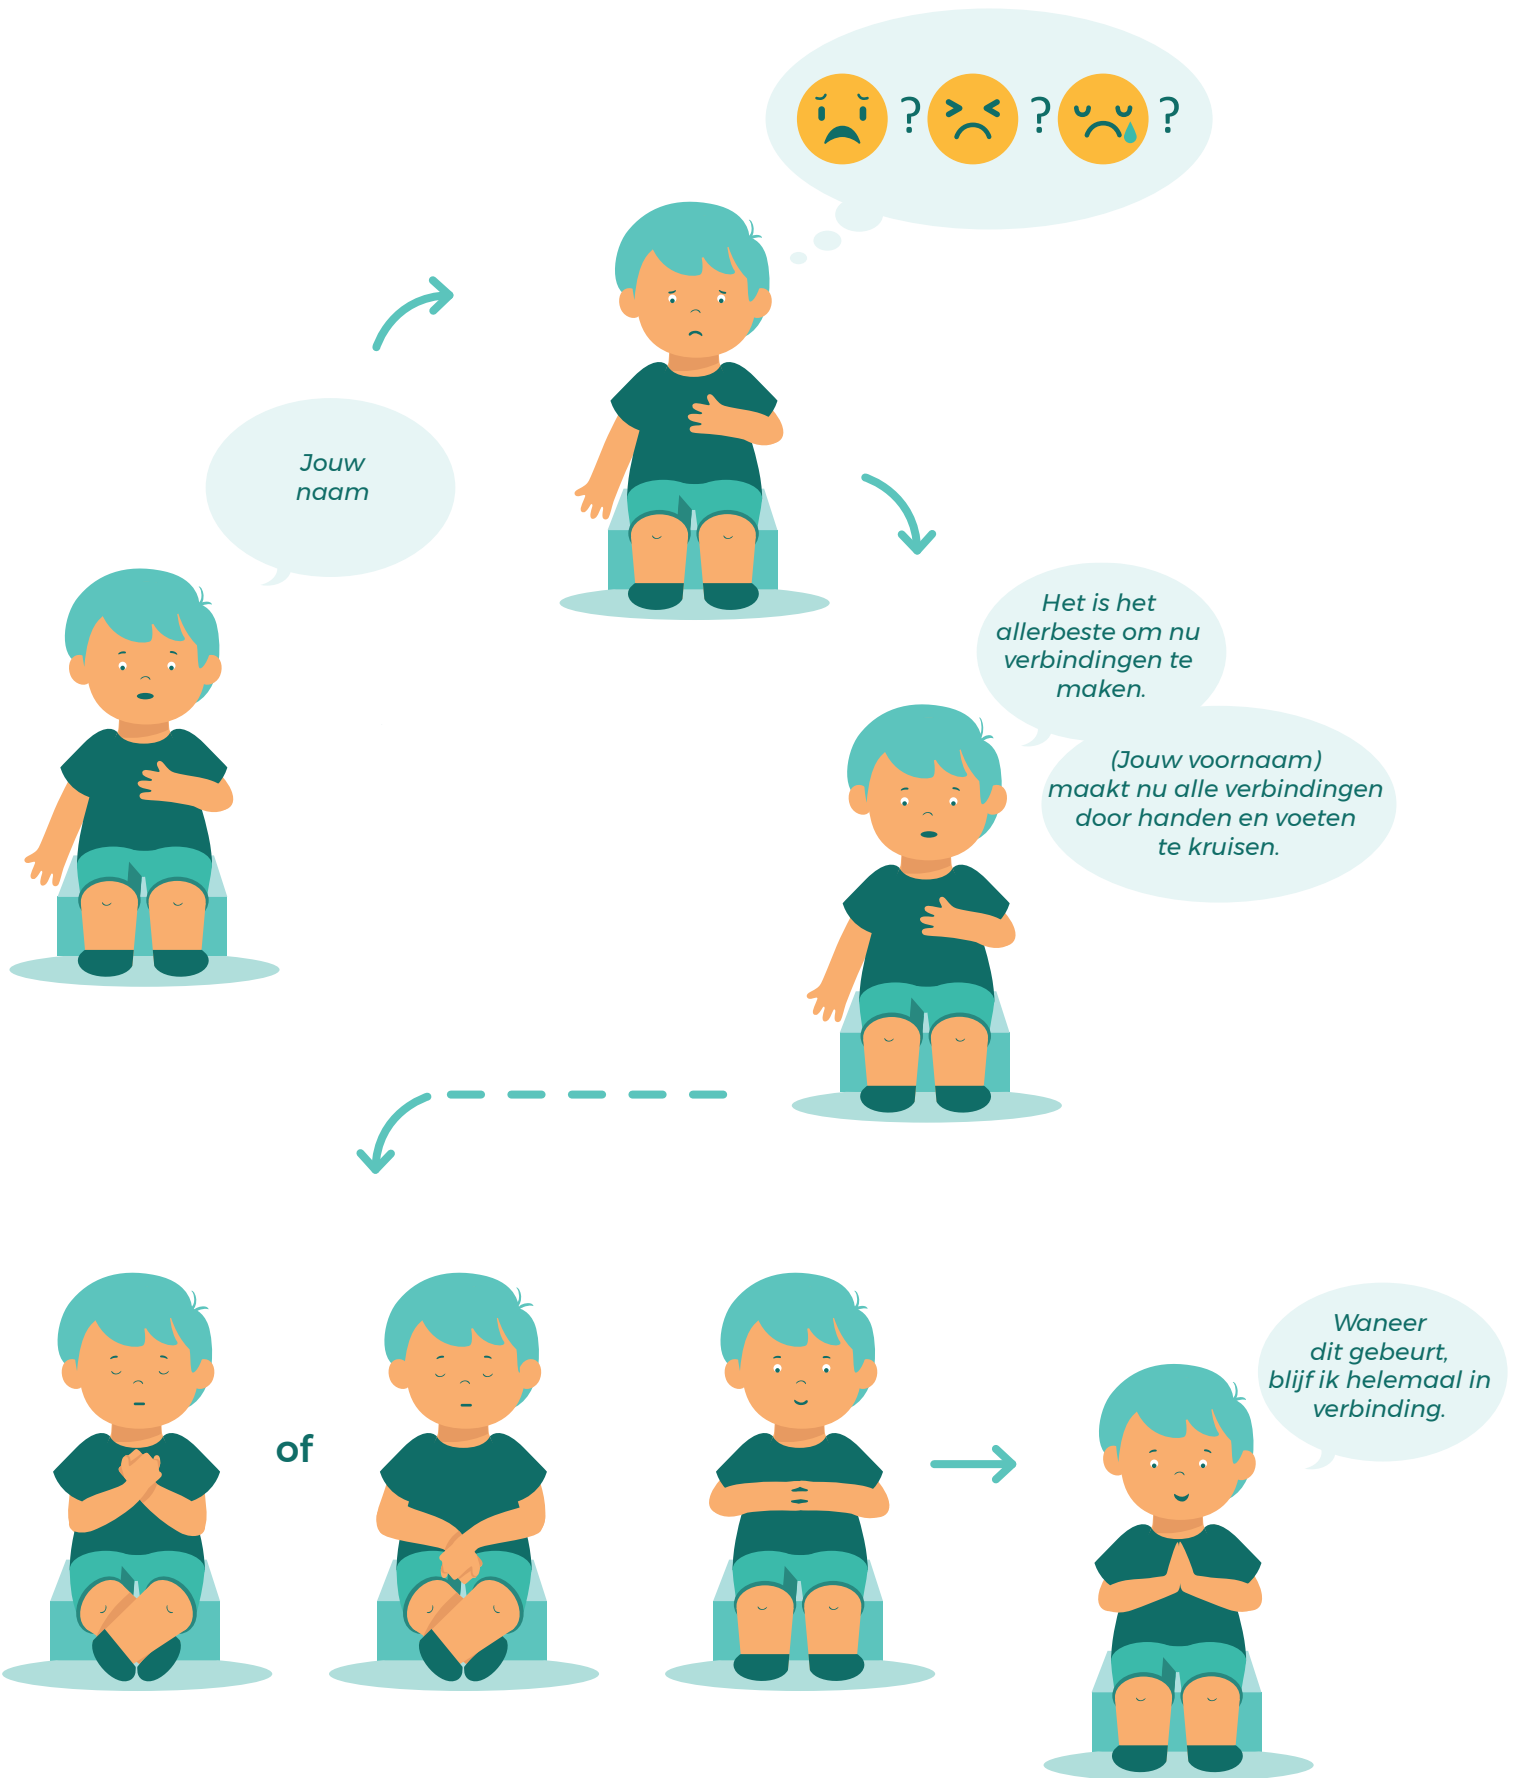 ? ? ?
Jouw
naam
Het is het
allerbeste om nu
verbindingen te
maken.
(Jouw voornaam)
maakt nu alle verbindingen
door handen en voeten
te kruisen.
of
Waneer
dit gebeurt,
blijf ik helemaal in
verbinding.